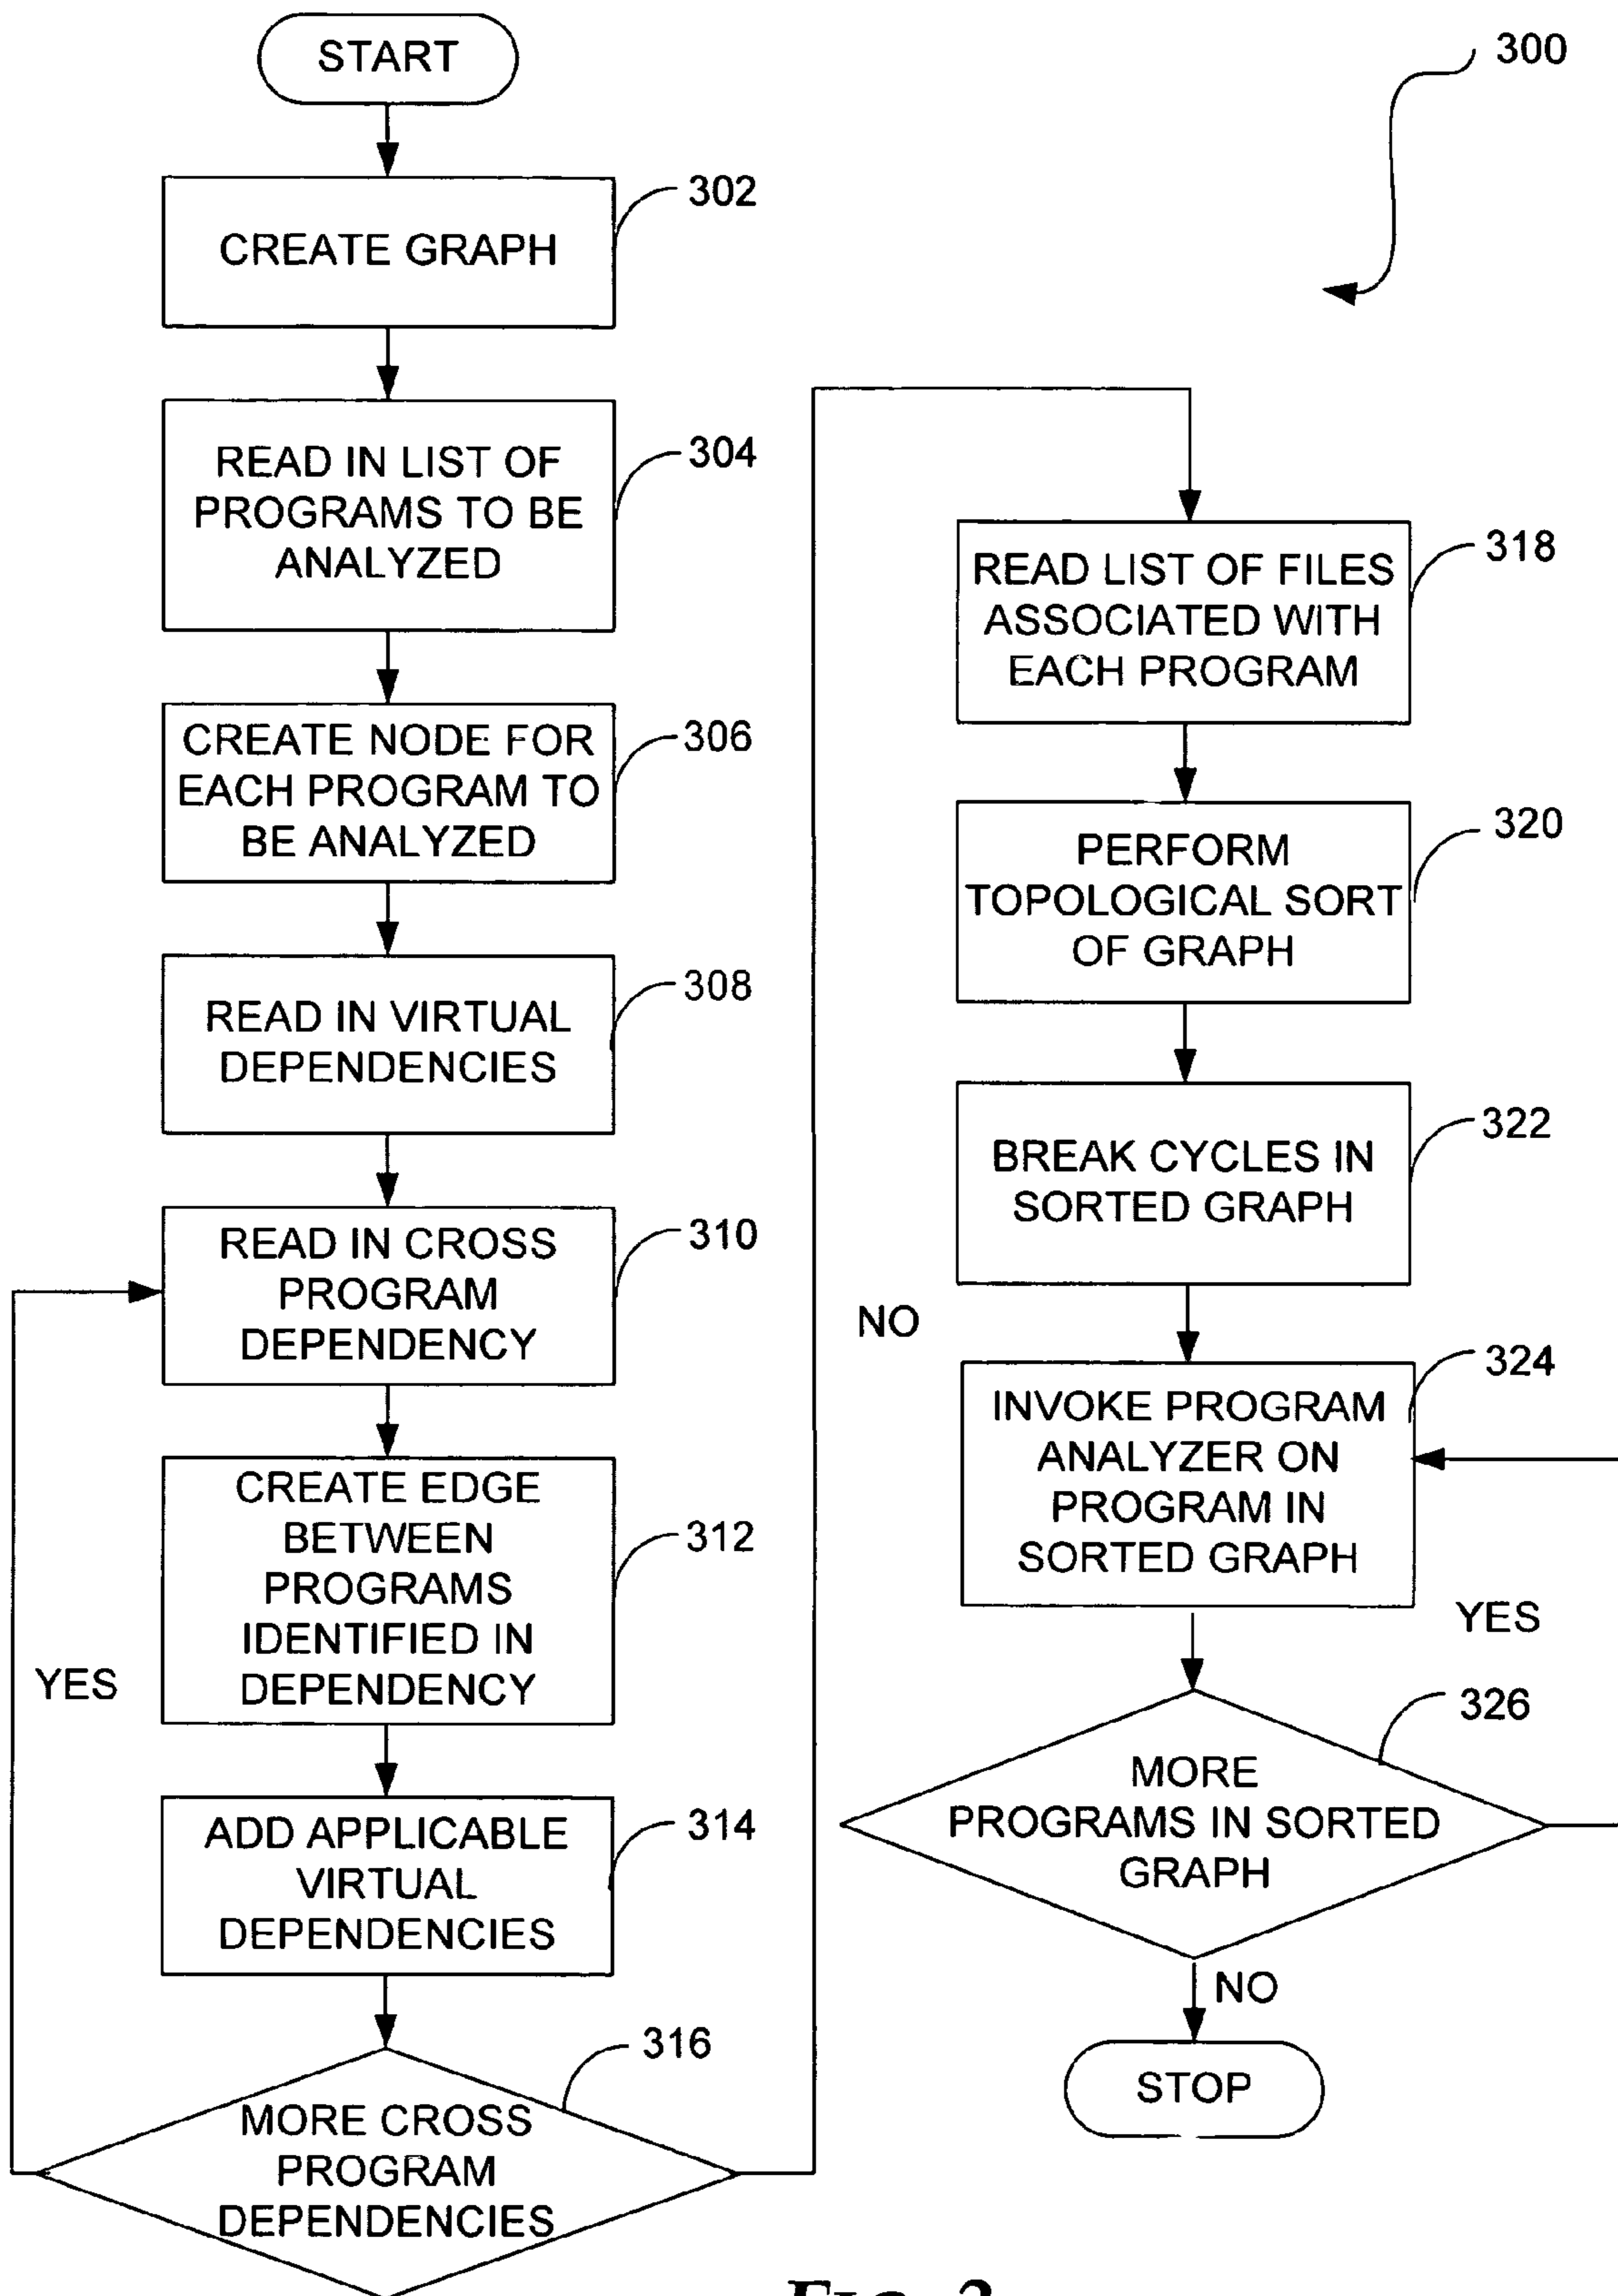 START
300
302
CREATE GRAPH
304
READ IN LIST OF
PROGRAMS TO BE
ANALYZED
306
CREATE NODE FOR
EACH PROGRAM TO
BE ANALYZED
308
READ IN VIRTUAL
DEPENDENCIES
310
READ IN CROSS
PROGRAM
DEPENDENCY
312
CREATE EDGE
BETWEEN
PROGRAMS
IDENTIFIED IN
DEPENDENCY
YES
314
ADD APPLICABLE
VIRTUAL
DEPENDENCIES
316
MORE CROSS
PROGRAM
DEPENDENCIES
NO
318
READ LIST OF FILES
ASSOCIATED WITH
EACH PROGRAM
320
PERFORM
TOPOLOGICAL SORT
OF GRAPH
322
BREAK CYCLES IN
SORTED GRAPH
324
INVOKE PROGRAM
ANALYZER ON
PROGRAM IN
SORTED GRAPH
YES
326
MORE
PROGRAMS IN SORTED
GRAPH
NO
STOP